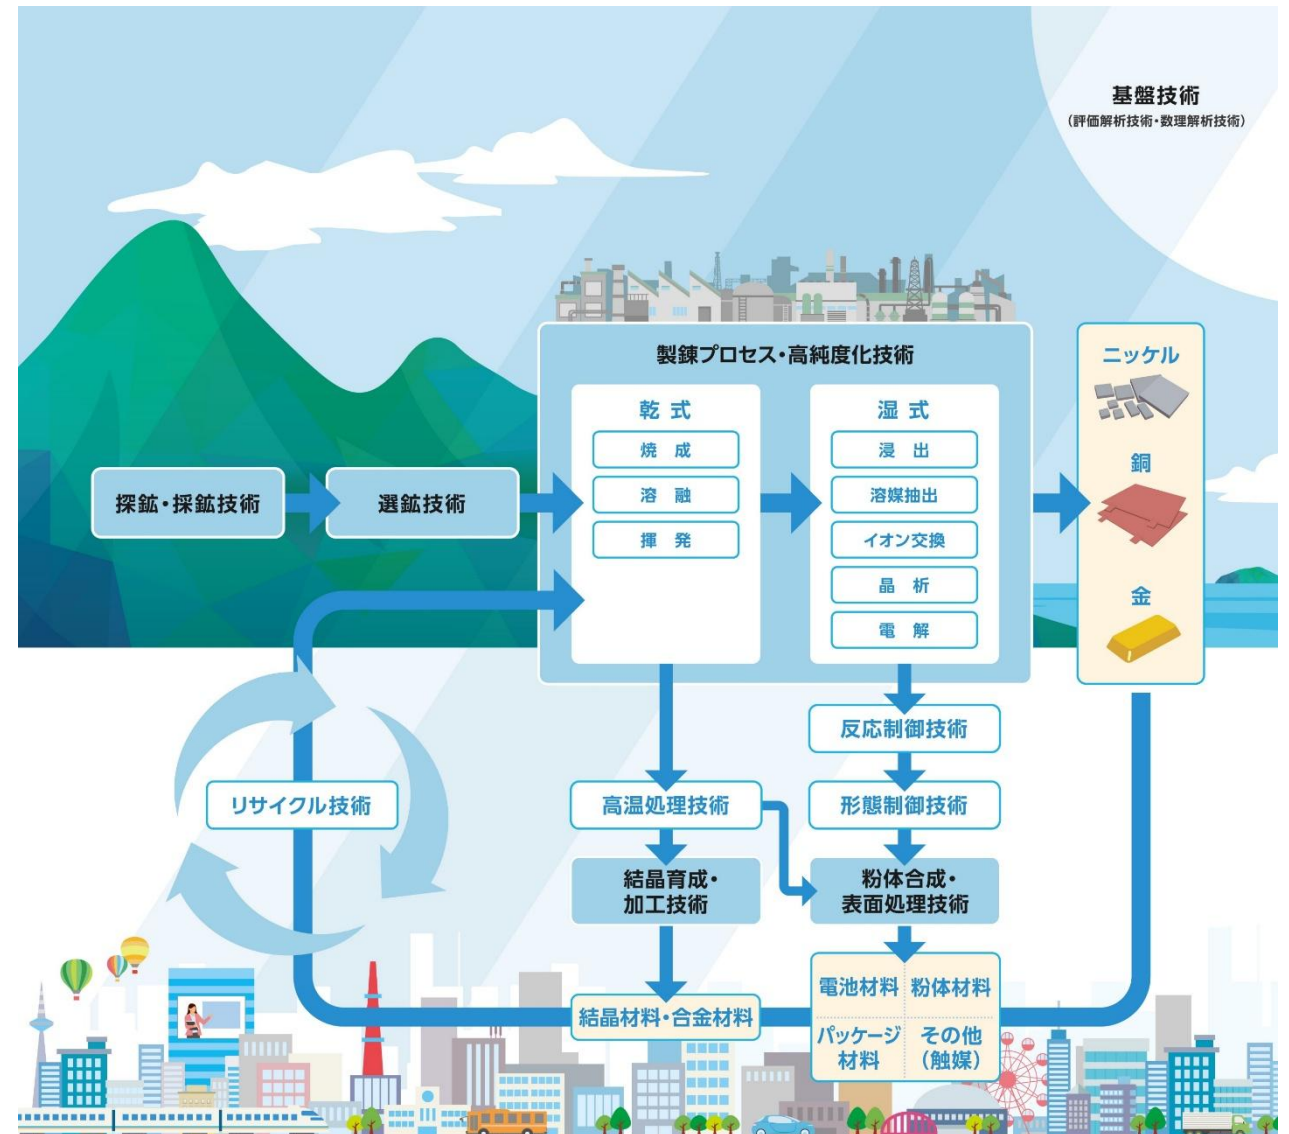 基盤技術
（評価解析技術・数理解析技術）
製錬プロセス・高純度化技術
乾式
焼成
溶融
揮発
湿式
浸出
溶媒抽出
イオン交換
晶析
電解
ニッケル
銅
金
探鉱・採鉱技術
選鉱技術
反応制御技術
リサイクル技術
高温処理技術
形態制御技術
結晶育成・
加工技術
粉体合成・
表面処理技術
結晶材料・合金材料
電池材料
粉体材料
パッケージ
材料
その他
（触媒）